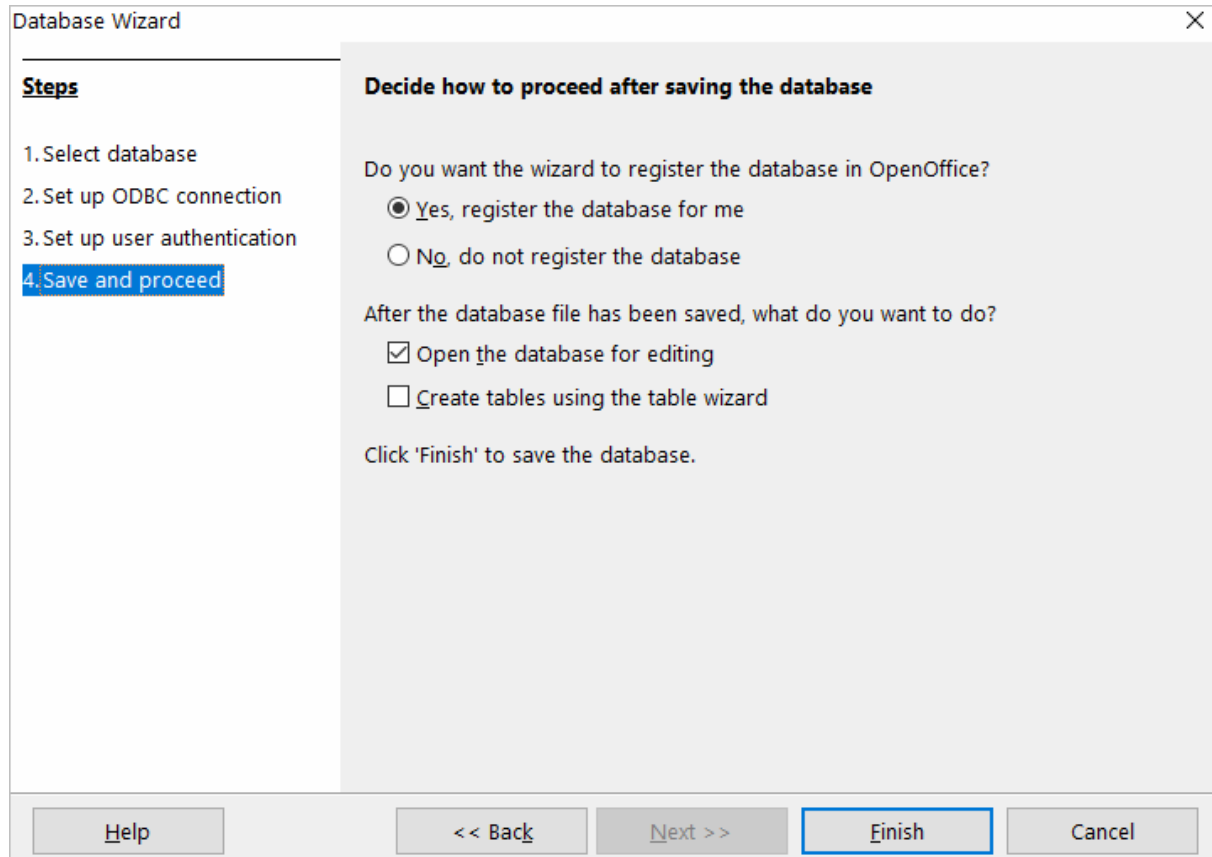 Database Wizard
Steps
1. Select database
2. Set up ODBC connection
3. Set up user authentication
4. Save and proceed
Decide how to proceed after saving the database
Do you want the wizard to register the database in OpenOffice?
Yes, register the database for me
No, do not register the database
After the database file has been saved, what do you want to do?
Open the database for editing
Create tables using the table wizard
Click 'Finish' to save the database.
Help
<< Back
Next >>
Finish
Cancel